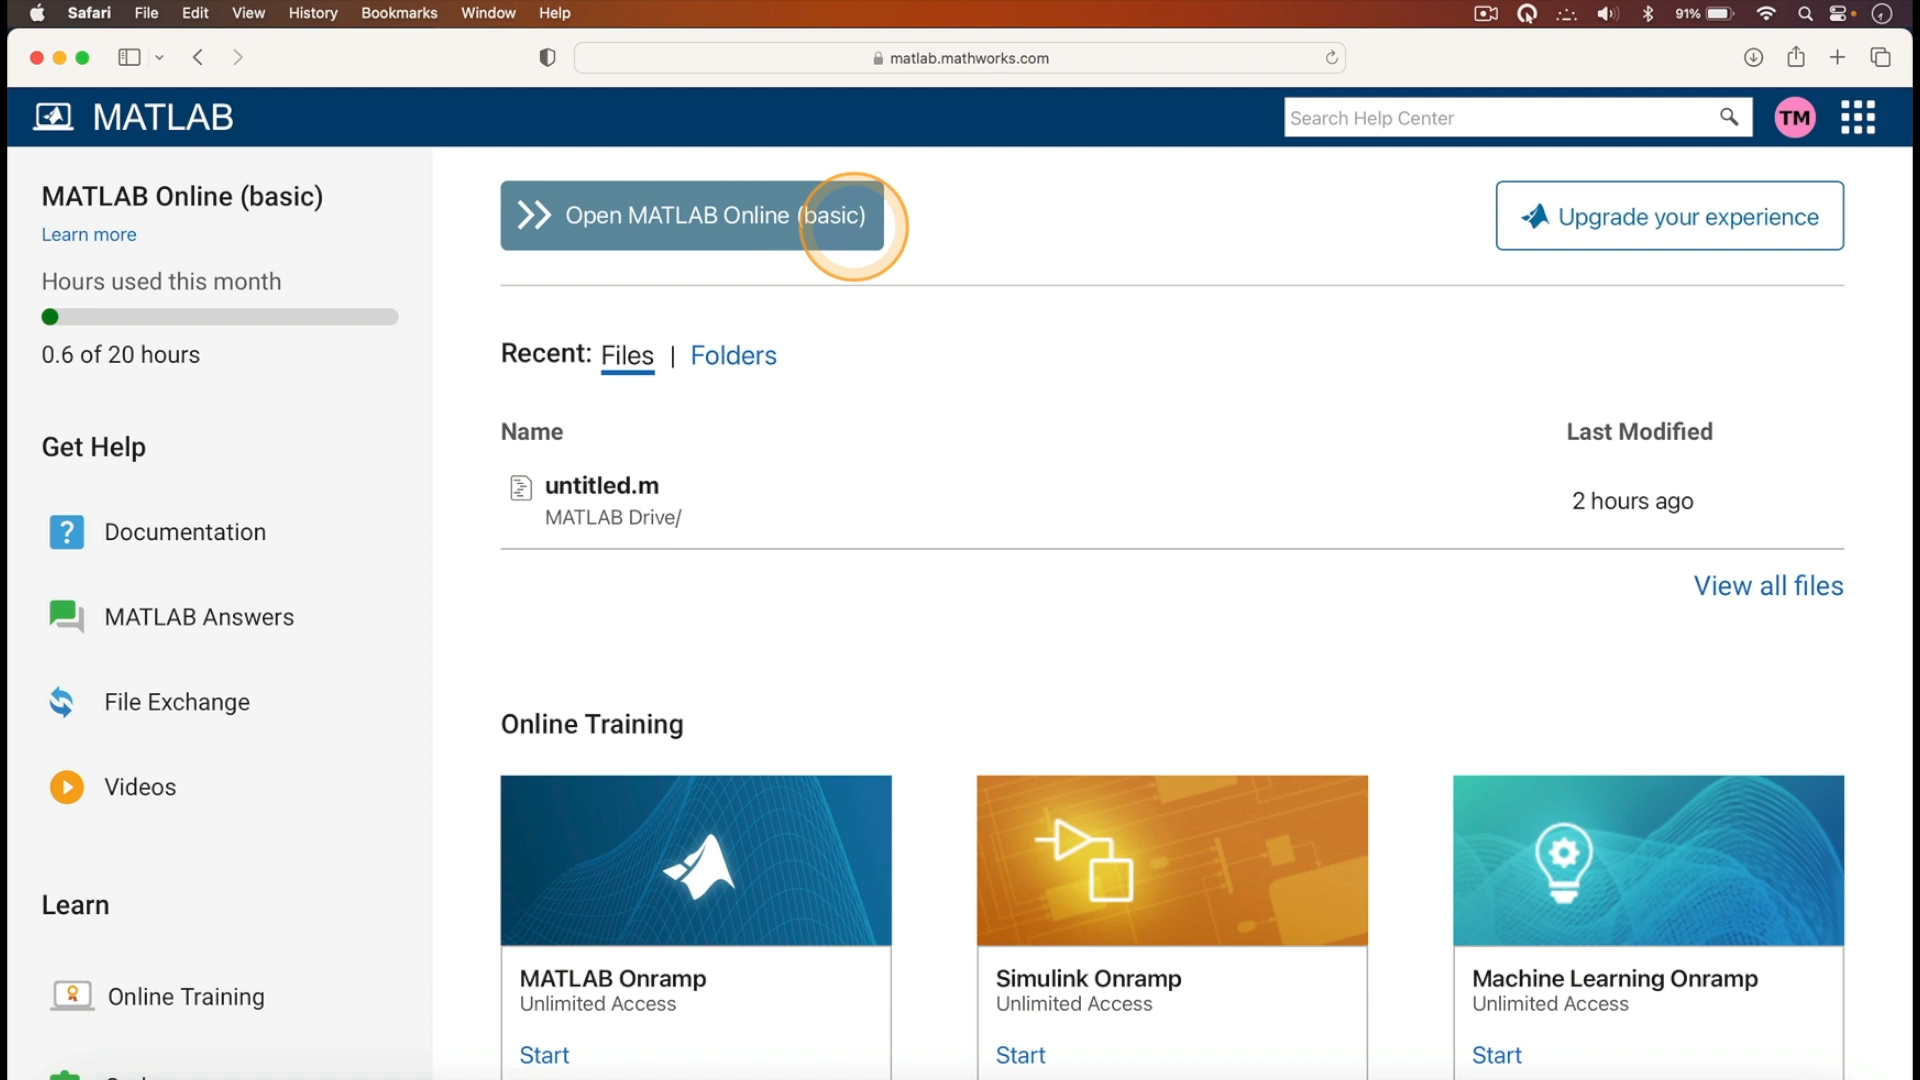 Safari File Edit View History Bookmarks Window Help 91%
matlab.mathworks.com
MATLAB
Search Help Center
TM
MATLAB Online (basic)
Learn more
Hours used this month
0.6 of 20 hours
Get Help
Documentation
MATLAB Answers
File Exchange
Videos
Learn
Online Training
Open MATLAB Online (basic)
Upgrade your experience
Recent: Files | Folders
Name Last Modified
untitled.m
MATLAB Drive/
2 hours ago
View all files
Online Training
MATLAB Onramp
Unlimited Access
Start
Simulink Onramp
Unlimited Access
Start
Machine Learning Onramp
Unlimited Access
Start